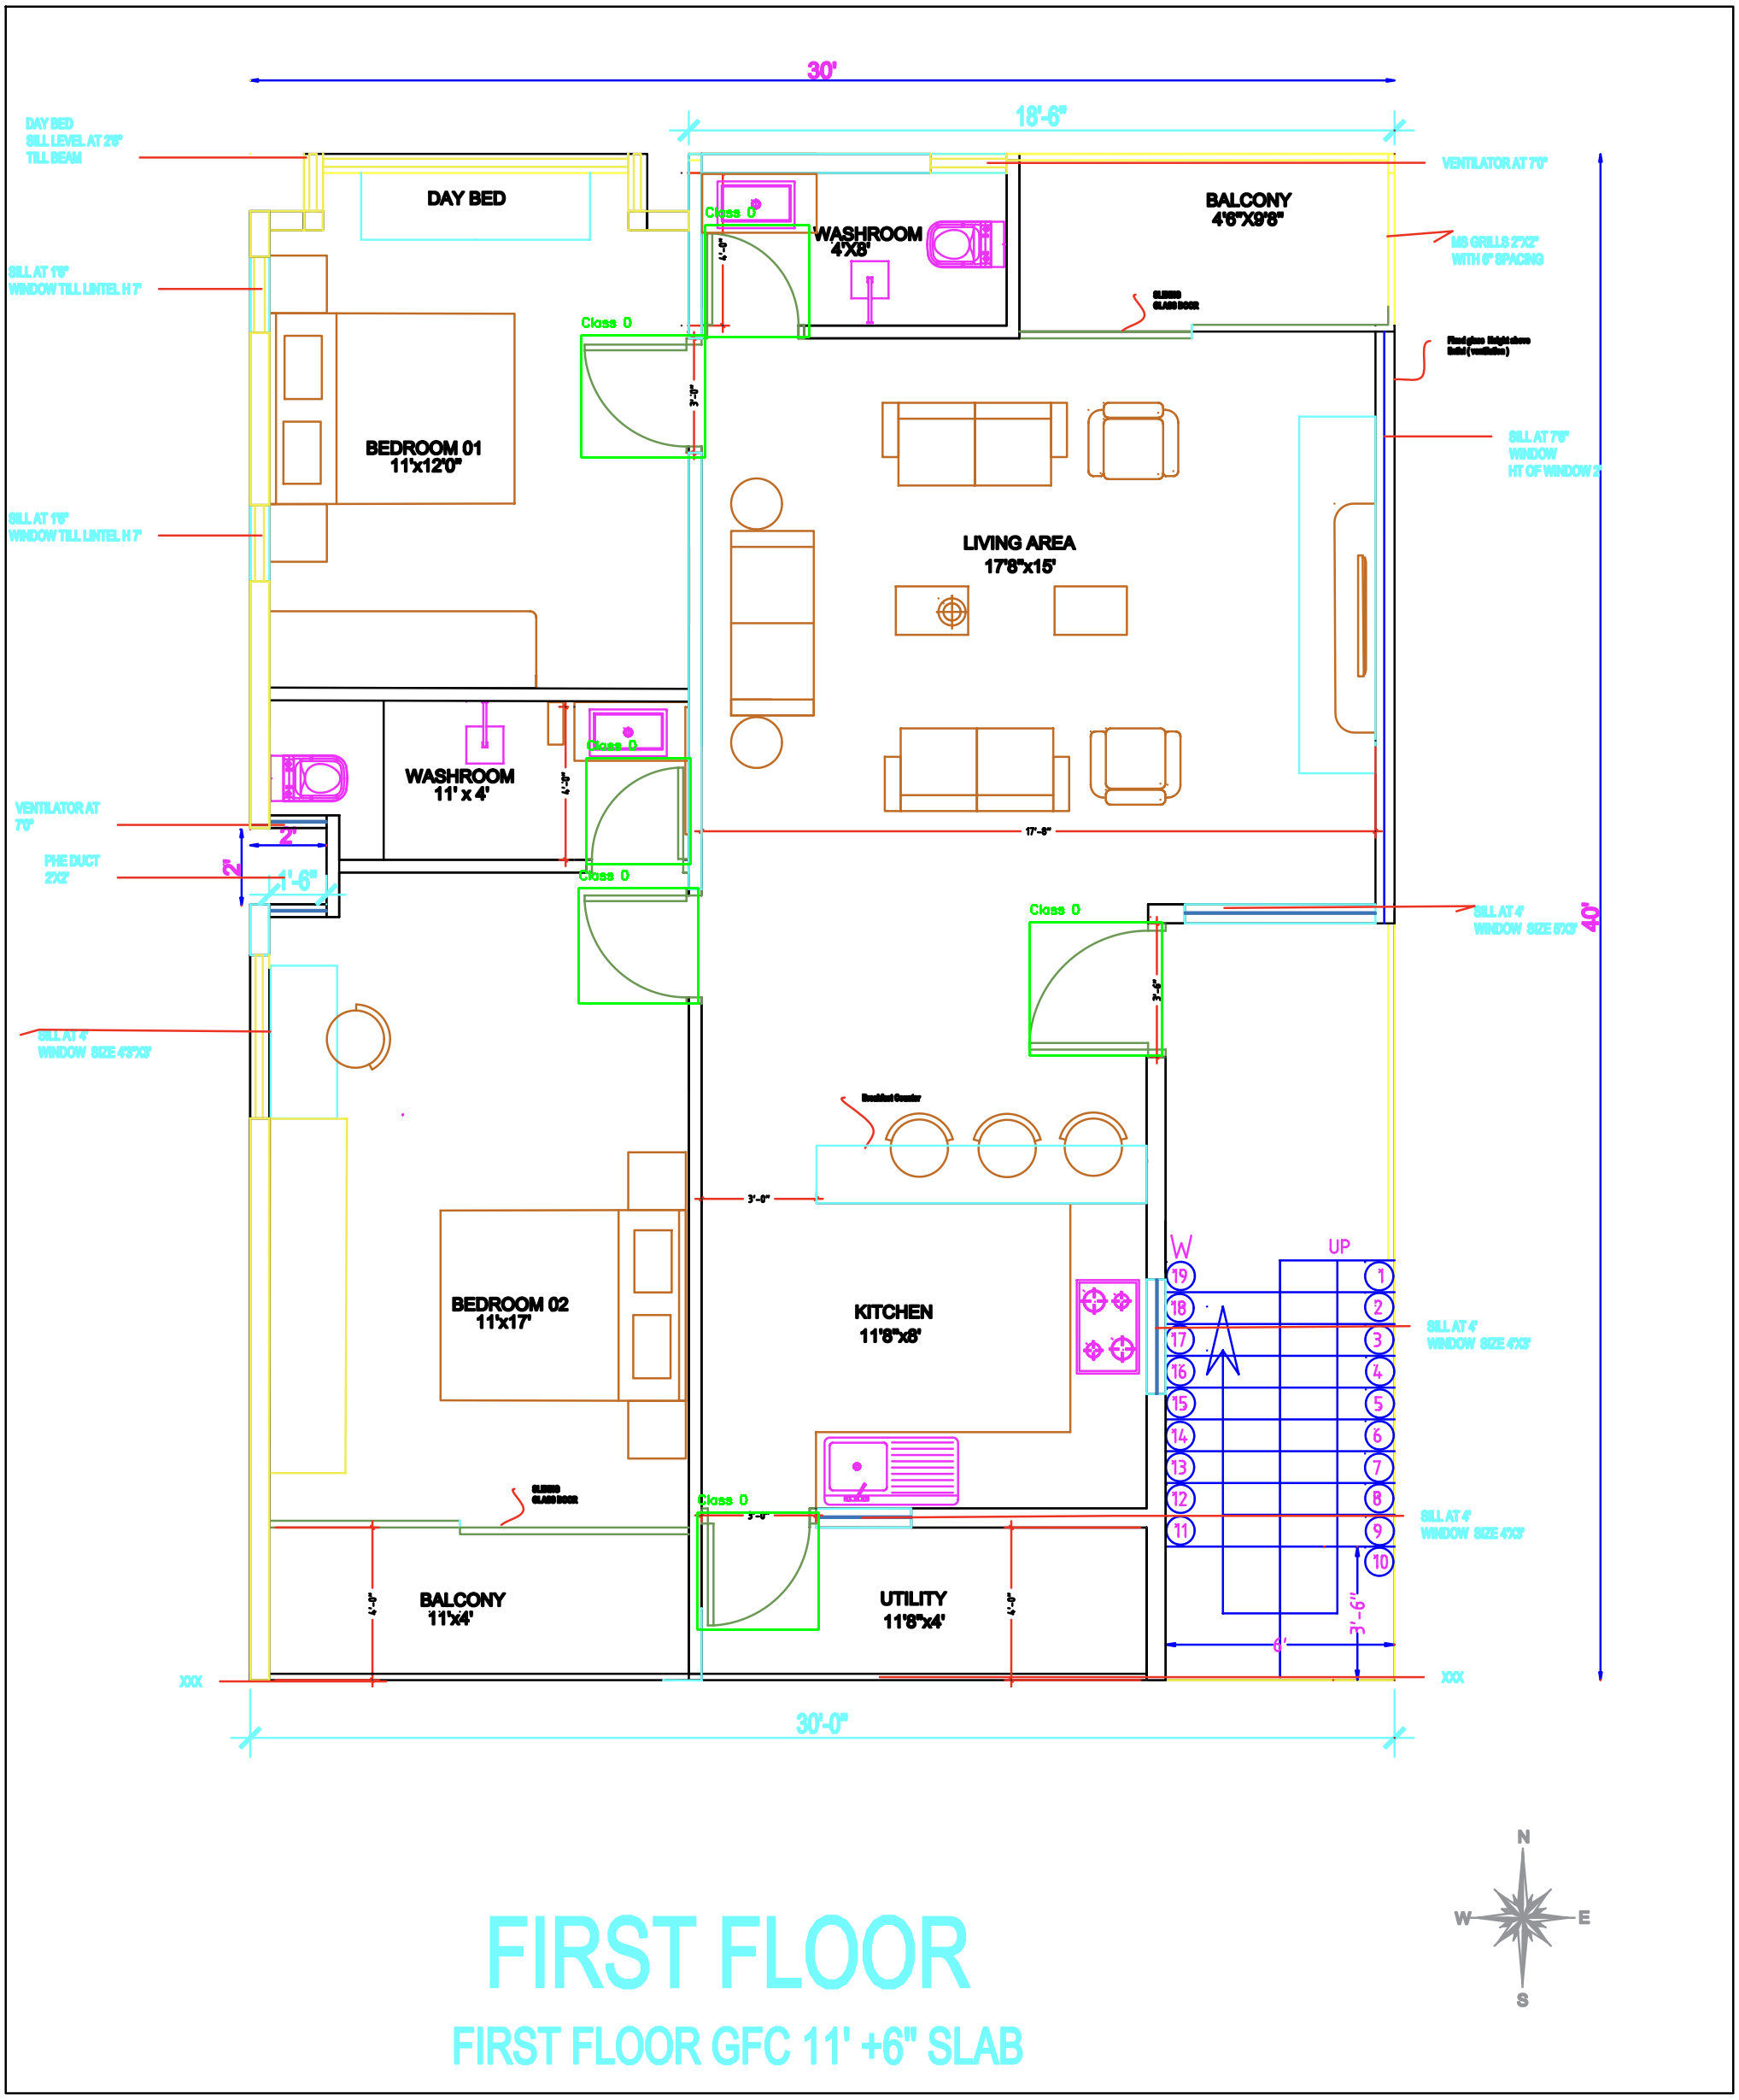 30'
18'-6"
DAY BED
SILL LEVEL AT 2'6"
TILL BEAM
VENTILATOR AT 7'0"
DAY BED
BALCONY
4'6"X9'8"
Class 0
WASHROOM
4'X8'
4'-0"
MS GRILLS 2"X2"
WITH 6" SPACING
SILL AT 1'6"
WINDOW TILL LINTEL H 7'
SLIDING
GLASS DOOR
Class 0
Fixed glass Height above
lintel ( ventilation )
3'-0"
BEDROOM 01
11'x12'0"
SILL AT 7'6"
WINDOW
HT OF WINDOW 2'
SILL AT 1'6"
WINDOW TILL LINTEL H 7'
LIVING AREA
17'8"x15'
Class 0
WASHROOM
11' x 4'
4'-0"
VENTILATOR AT
7'0"
2'
2'
17'-8"
PHE DUCT
2'X2'
1'-6"
Class 0
Class 0
SILL AT 4'
WINDOW SIZE 5'X3'
40'
3'-6"
SILL AT 4'
WINDOW SIZE 4'3"X3'
Breakfast Counter
3'-0"
W
UP
19
1
18
2
17
3
16
4
15
5
14
6
13
7
12
8
11
9
10
BEDROOM 02
11'x17'
KITCHEN
11'8"x8'
SILL AT 4'
WINDOW SIZE 4'X3'
SLIDING
GLASS DOOR
Class 0
3'-0"
SILL AT 4'
WINDOW SIZE 4'X3'
BALCONY
11'x4'
4'-0"
UTILITY
11'8"x4'
4'-0"
3'-6"
6'
XXX
XXX
30'-0"
N
W
E
S
FIRST FLOOR
FIRST FLOOR GFC 11' +6" SLAB